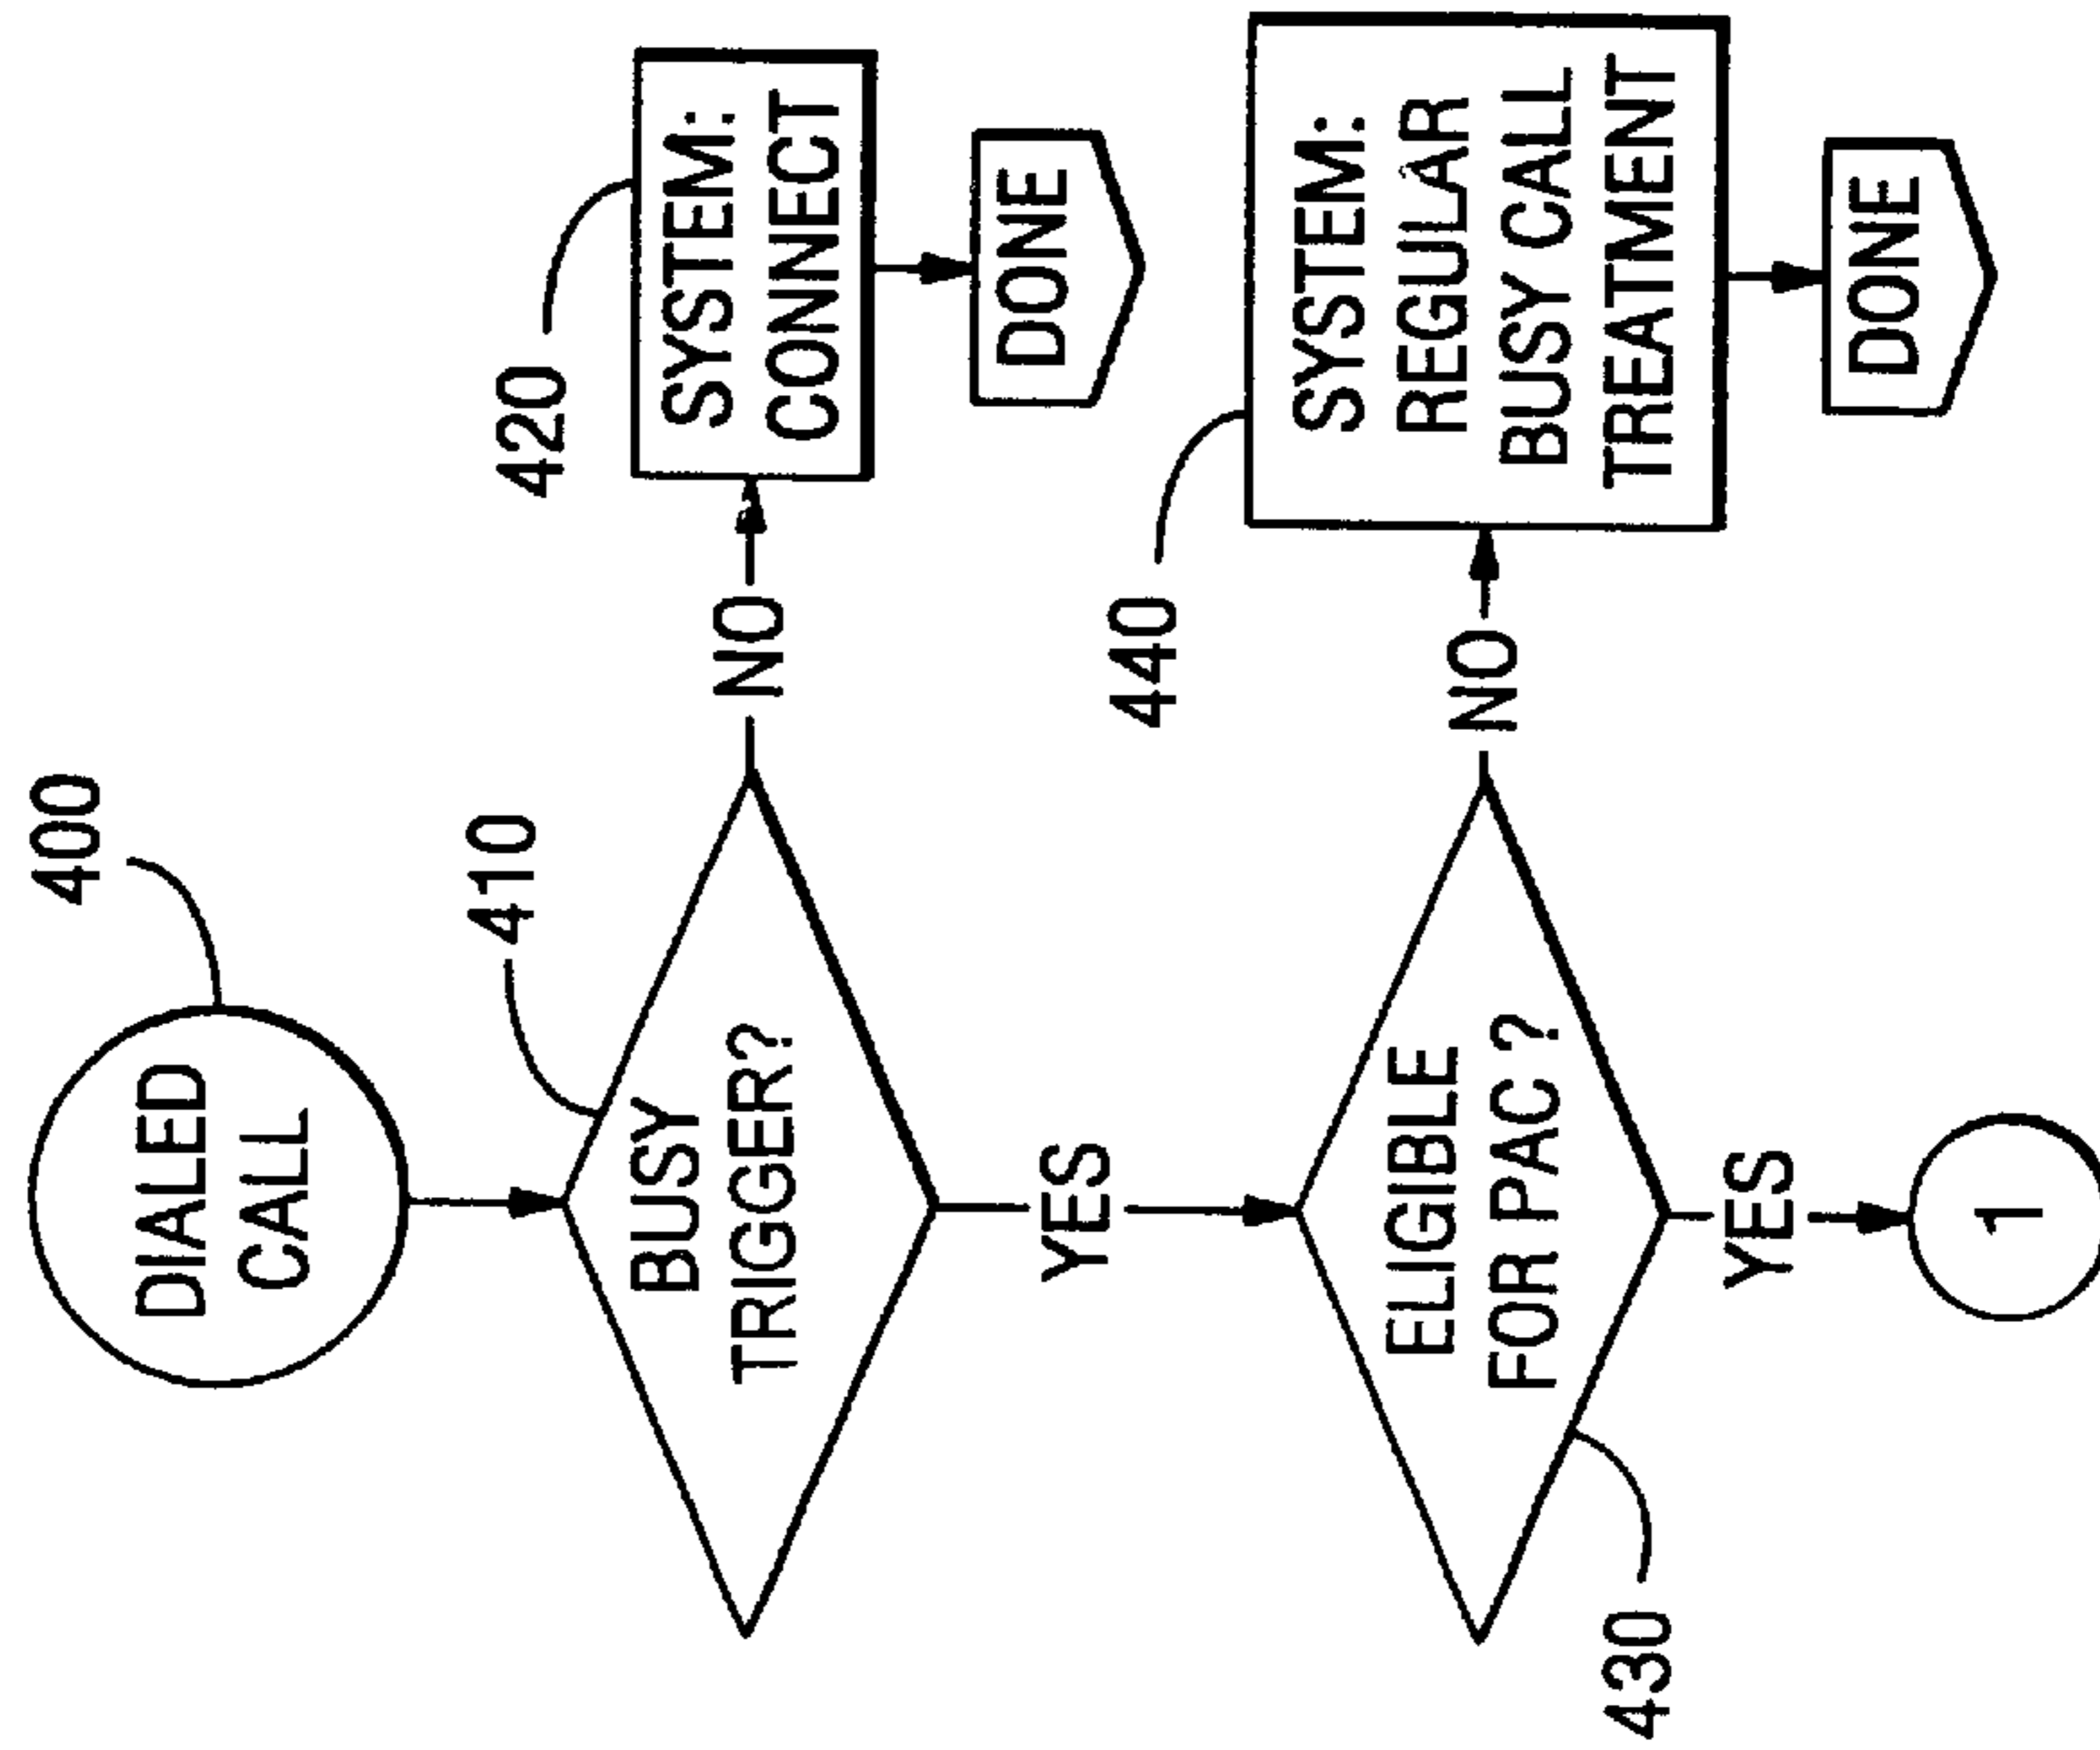 400
DIALED
CALL
410
BUSY
TRIGGER?
NO
420
SYSTEM:
CONNECT
DONE
YES
430
ELIGIBLE
FOR PAC ?
NO
440
SYSTEM:
REGULAR
BUSY CALL
TREATMENT
DONE
YES
1